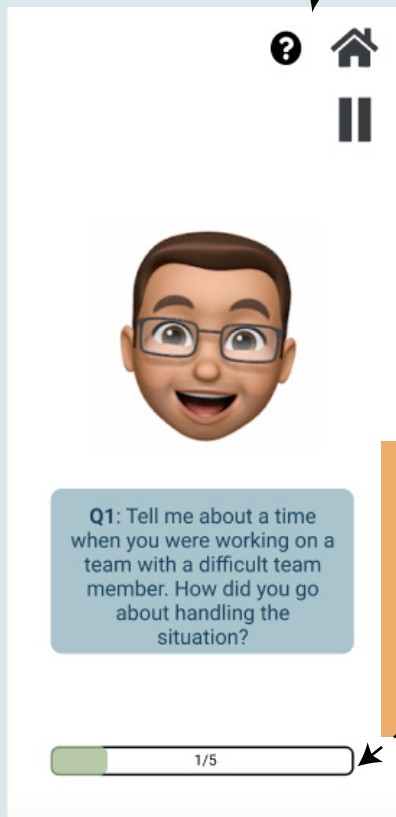 ?
Q1: Tell me about a time
when you were working on a
team with a difficult team
member. How did you go
about handling the
situation?
1/5